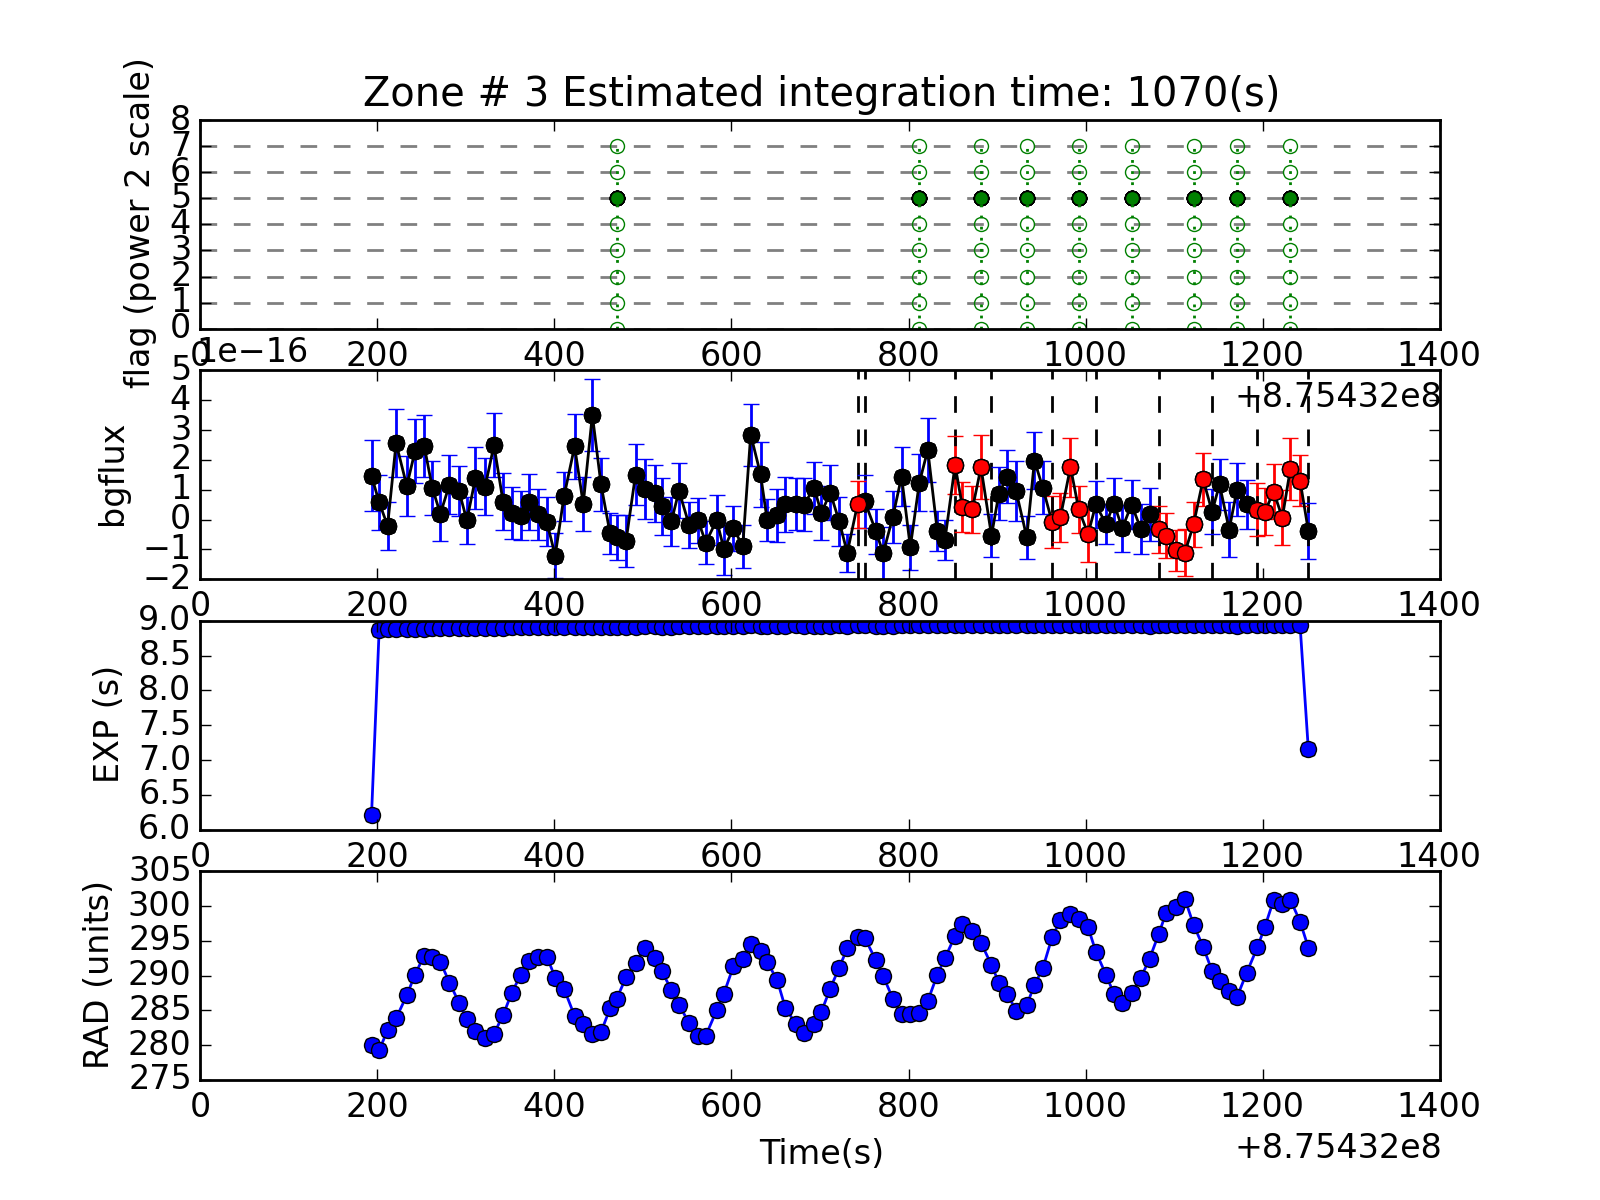 Zone # 3 Estimated integration time: 1070(s)
flag (power 2 scale)
8
7
6
5
4
3
2
1
0
0 200 400 600 800 1000 1200 1400
+8.75432e8
1e−16
bgflux
5
4
3
2
1
0
−1
−2
0 200 400 600 800 1000 1200 1400
EXP (s)
9.0
8.5
8.0
7.5
7.0
6.5
6.0
0 200 400 600 800 1000 1200 1400
RAD (units)
305
300
295
290
285
280
275
0 200 400 600 800 1000 1200 1400
Time(s)
+8.75432e8